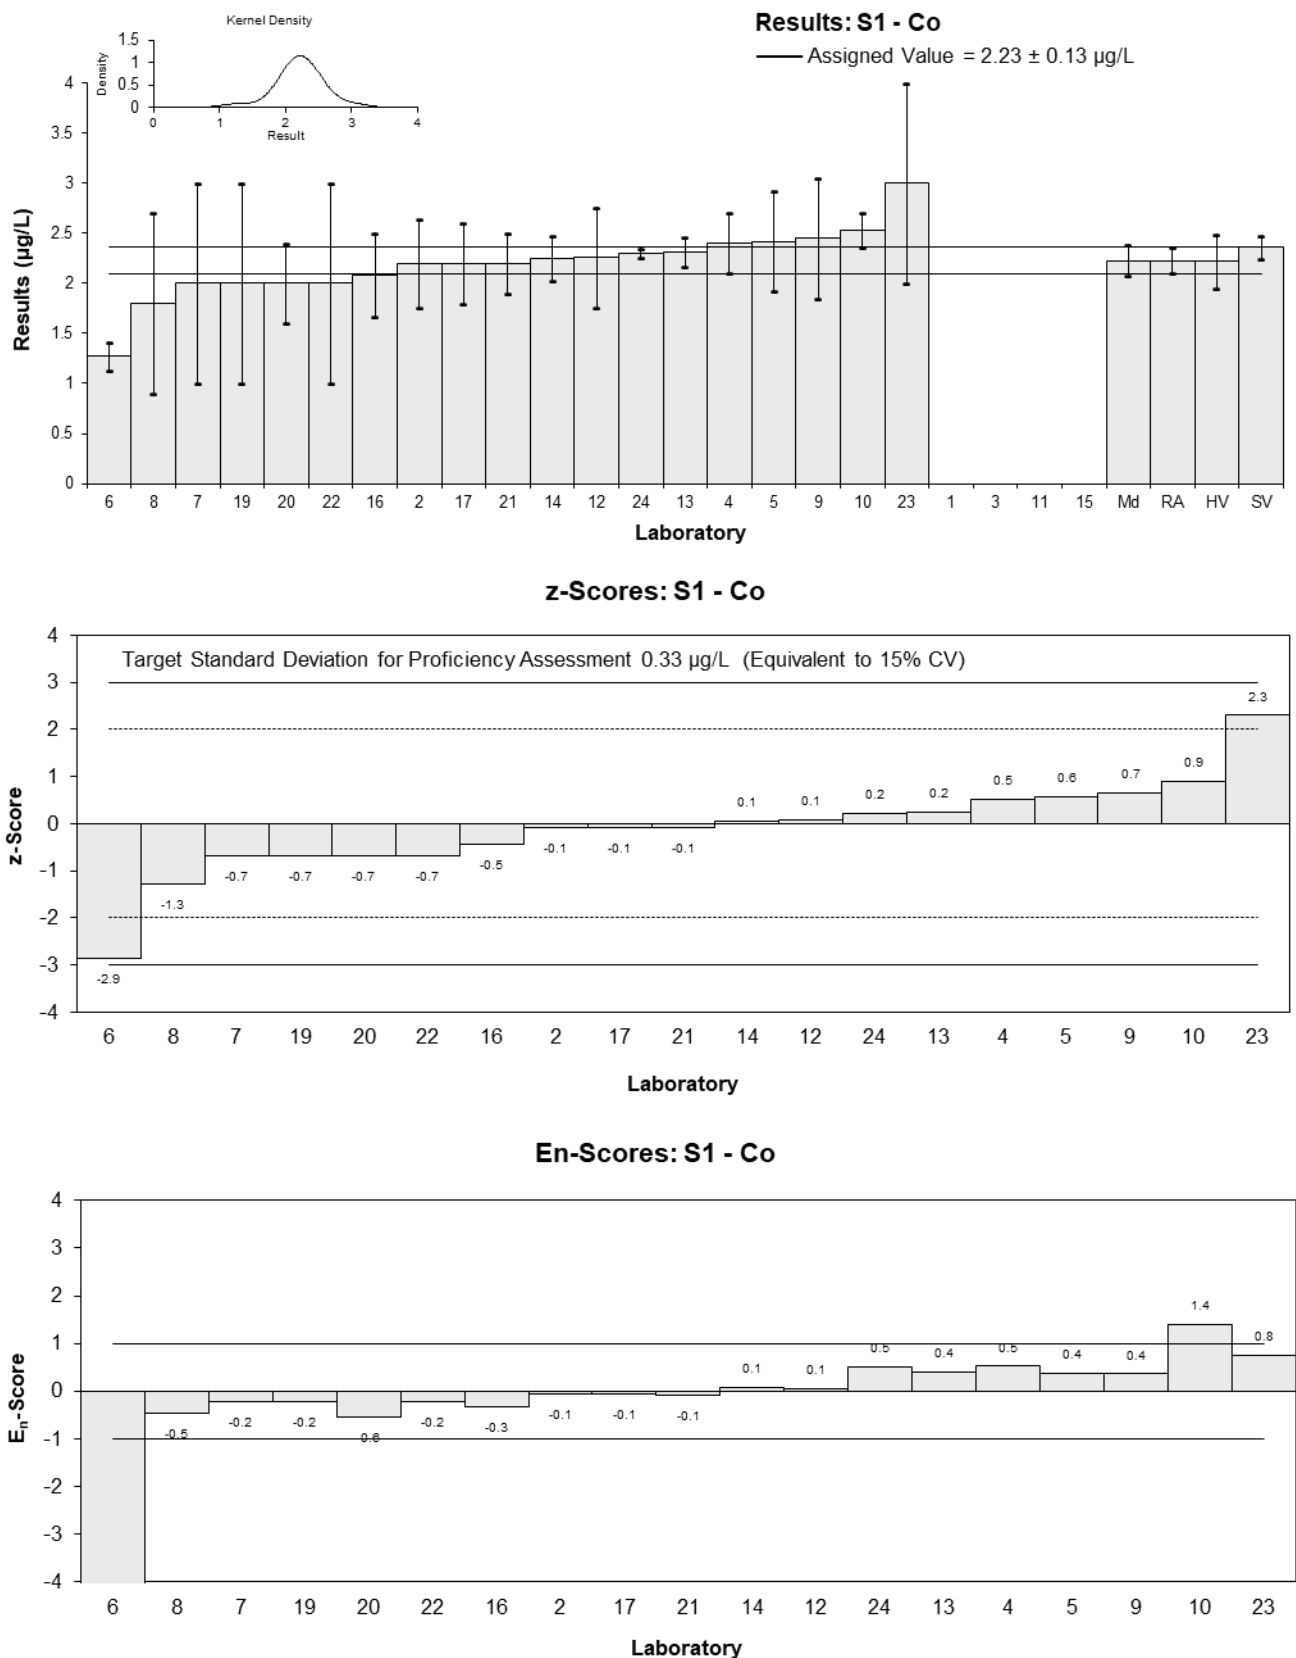 Kernel Density
Results: S1 - Co
Assigned Value = 2.23 ± 0.13 µg/L
Density
1.5
1
0.5
0
0 1 2 3 4
Result
Results (µg/L)
4
3.5
3
2.5
2
1.5
1
0.5
0
6 8 7 19 20 22 16 2 17 21 14 12 24 13 4 5 9 10 23 1 3 11 15 Md RA HV SV
Laboratory
z-Scores: S1 - Co
Target Standard Deviation for Proficiency Assessment 0.33 µg/L (Equivalent to 15% CV)
z-Score
4
3
2
1
0
-1
-2
-3
-4
-2.9 -1.3 -0.7 -0.7 -0.7 -0.7 -0.5 -0.1 -0.1 -0.1 0.1 0.1 0.2 0.2 0.5 0.6 0.7 0.9 2.3
6 8 7 19 20 22 16 2 17 21 14 12 24 13 4 5 9 10 23
Laboratory
En-Scores: S1 - Co
En-Score
4
3
2
1
0
-1
-2
-3
-4
-0.5 -0.2 -0.2 -0.6 -0.2 -0.3 -0.1 -0.1 -0.1 0.1 0.1 0.5 0.4 0.5 0.4 0.4 1.4 0.8
6 8 7 19 20 22 16 2 17 21 14 12 24 13 4 5 9 10 23
Laboratory